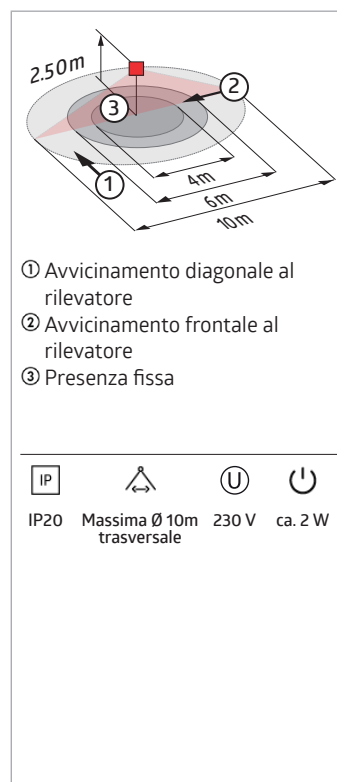 2.50m
②
③
①
4m
6m
10m
① Avvicinamento diagonale al
rilevatore
② Avvicinamento frontale al
rilevatore
③ Presenza fissa
IP
U
IP20 Massima Ø 10m 230 V ca. 2 W
trasversale